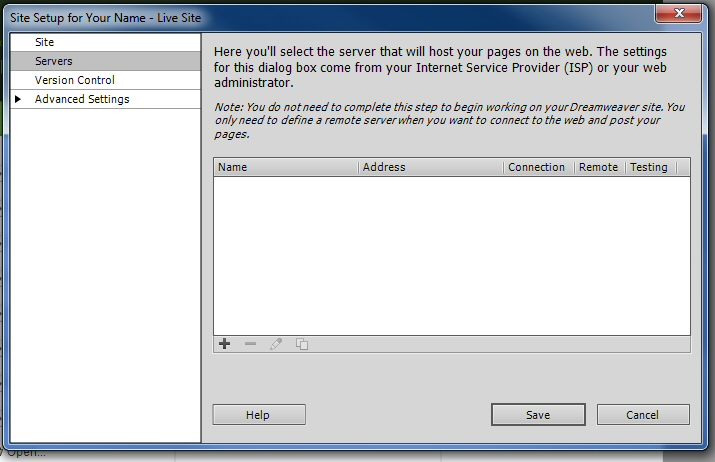 Site Setup for Your Name - Live Site
Site
Servers
Version Control
Advanced Settings
Here you'll select the server that will host your pages on the web. The settings
for this dialog box come from your Internet Service Provider (ISP) or your web
administrator.
Note: You do not need to complete this step to begin working on your Dreamweaver site. You
only need to define a remote server when you want to connect to the web and post your
pages.
Name Address Connection Remote Testing
Help Save Cancel
Open...